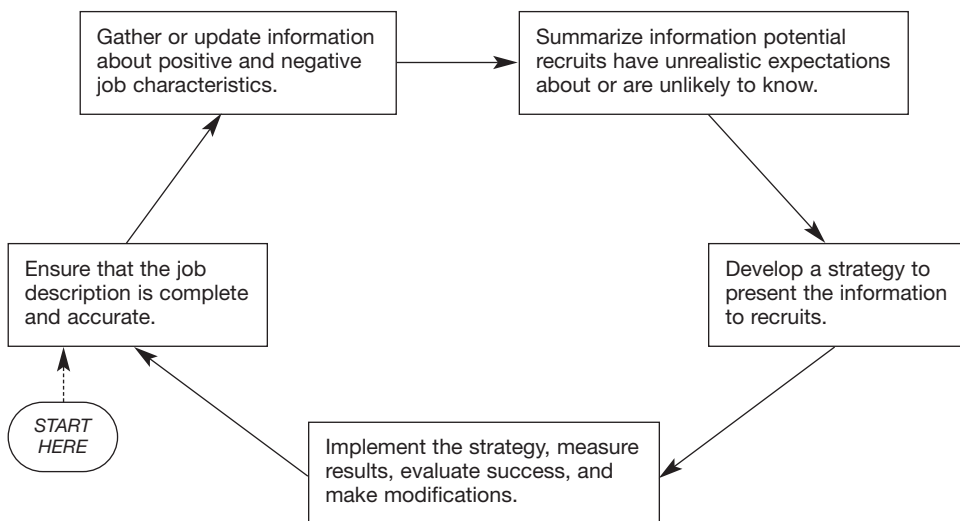 Gather or update information
about positive and negative
job characteristics.
Summarize information potential
recruits have unrealistic expectations
about or are unlikely to know.
Ensure that the job
description is complete
and accurate.
Develop a strategy to
present the information
to recruits.
START
HERE
Implement the strategy, measure
results, evaluate success, and
make modifications.